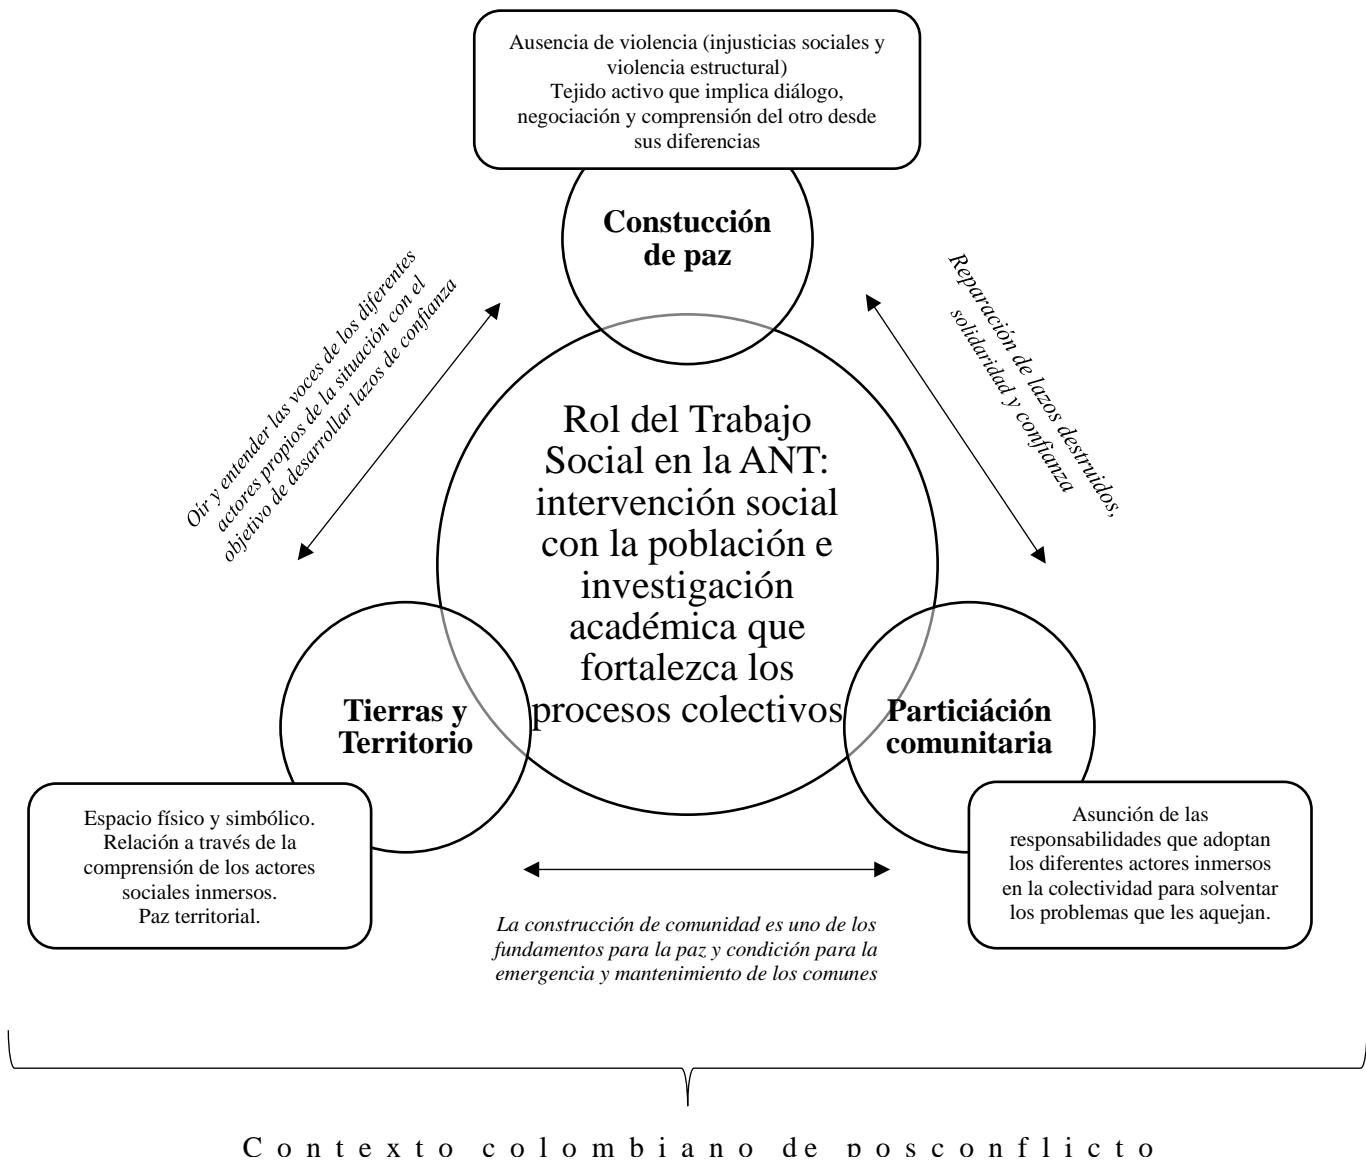 Ausencia de violencia (injusticias sociales y
violencia estructural)
Tejido activo que implica diálogo,
negociación y comprensión del otro desde
sus diferencias
Constucción
de paz
Oir y entender las voces de los diferentes
actores propios de la situación con el
objetivo de desarrollar lazos de confianza
Reparación de lazos destruidos,
solidaridad y confianza
Rol del Trabajo
Social en la ANT:
intervención social
con la población e
investigación
académica que
fortalezca los
procesos colectivos
Tierras y
Territorio
Particiáción
comunitaria
Espacio físico y simbólico.
Relación a través de la
comprensión de los actores
sociales inmersos.
Paz territorial.
Asunción de las
responsabilidades que adoptan
los diferentes actores inmersos
en la colectividad para solventar
los problemas que les aquejan.
La construcción de comunidad es uno de los
fundamentos para la paz y condición para la
emergencia y mantenimiento de los comunes
Contexto colombiano de posconflicto